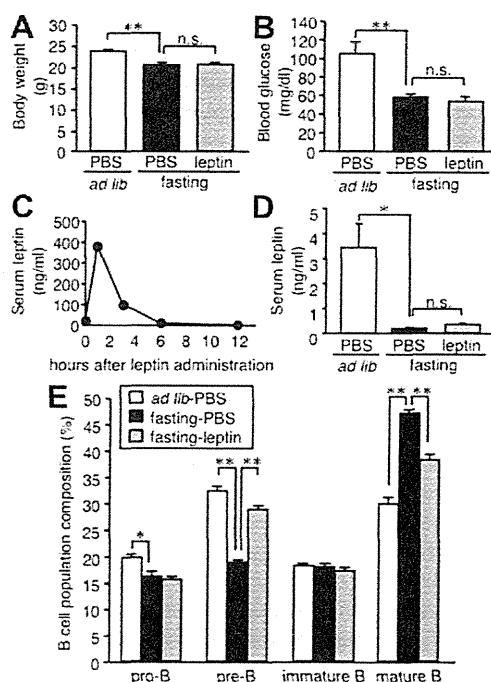 A
Body weight
(g)
30
25
20
15
10
5
0
**
n.s.
PBS PBS leptin
ad lib fasting
B
Blood glucose
(mg/dl)
140
120
100
80
60
40
20
0
**
n.s.
PBS PBS leptin
ad lib fasting
C
Serum leptin
(ng/ml)
400
300
200
100
0
0 2 4 6 8 10 12
hours after leptin administration
D
Serum leptin
(ng/ml)
5
4
3
2
1
0
*
n.s.
PBS PBS leptin
ad lib fasting
E
ad lib-PBS
fasting-PBS
fasting-leptin
B cell population composition (%)
50
45
40
35
30
25
20
15
10
5
0
*
** **
** **
pro-B pre-B immature B mature B